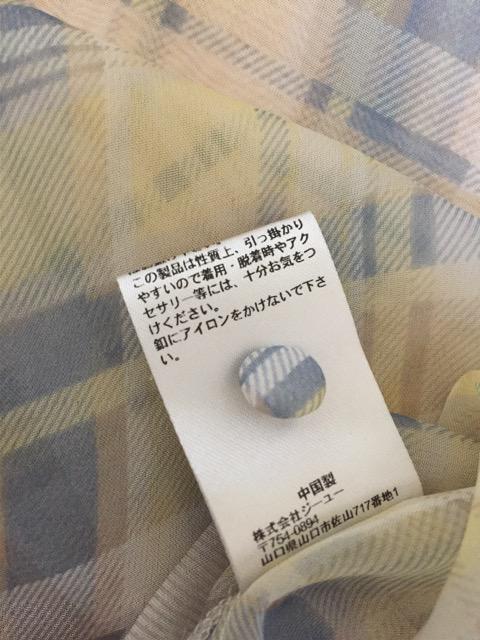 この製品は性質上、引っ掛かり
やすいので着用・脱着時やアク
セサリー等には、十分お気をつ
けください。
釦にアイロンをかけないで下さ
い。
中国製
株式会社ジーユー
〒754-0894
山口県山口市佐山717番地1